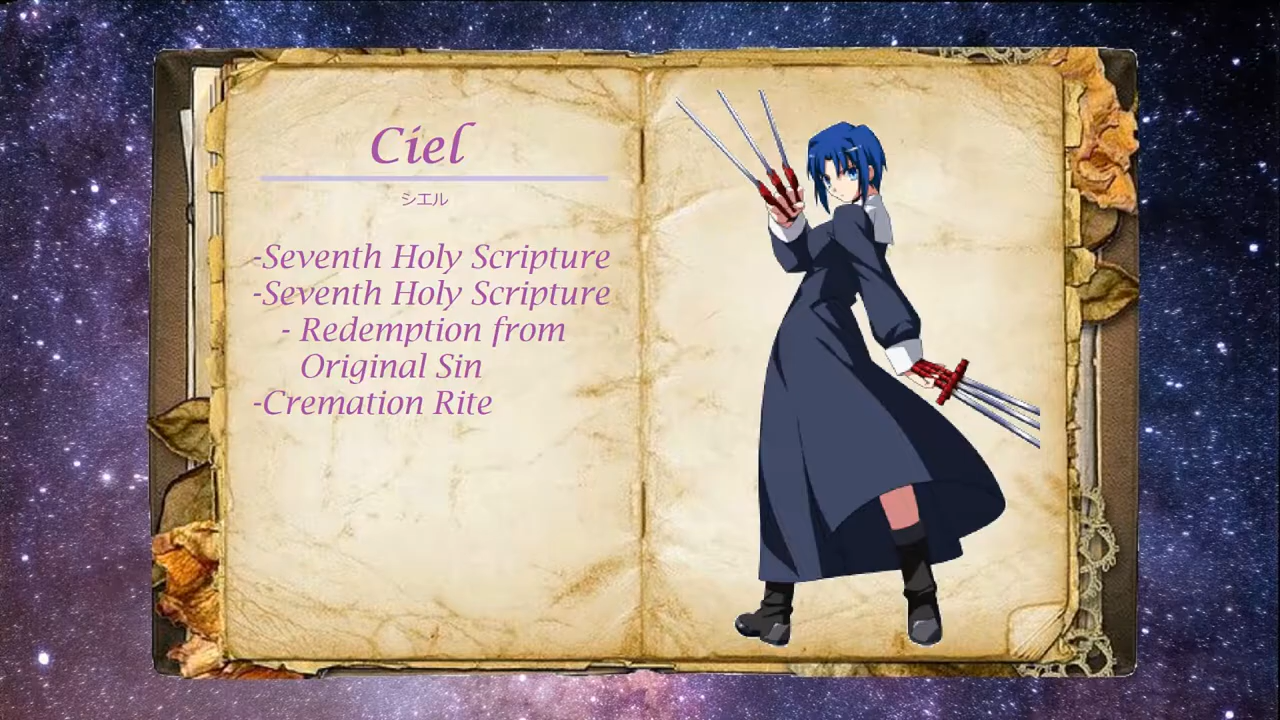 Ciel
シエル
-Seventh Holy Scripture
-Seventh Holy Scripture
- Redemption from
Original Sin
-Cremation Rite